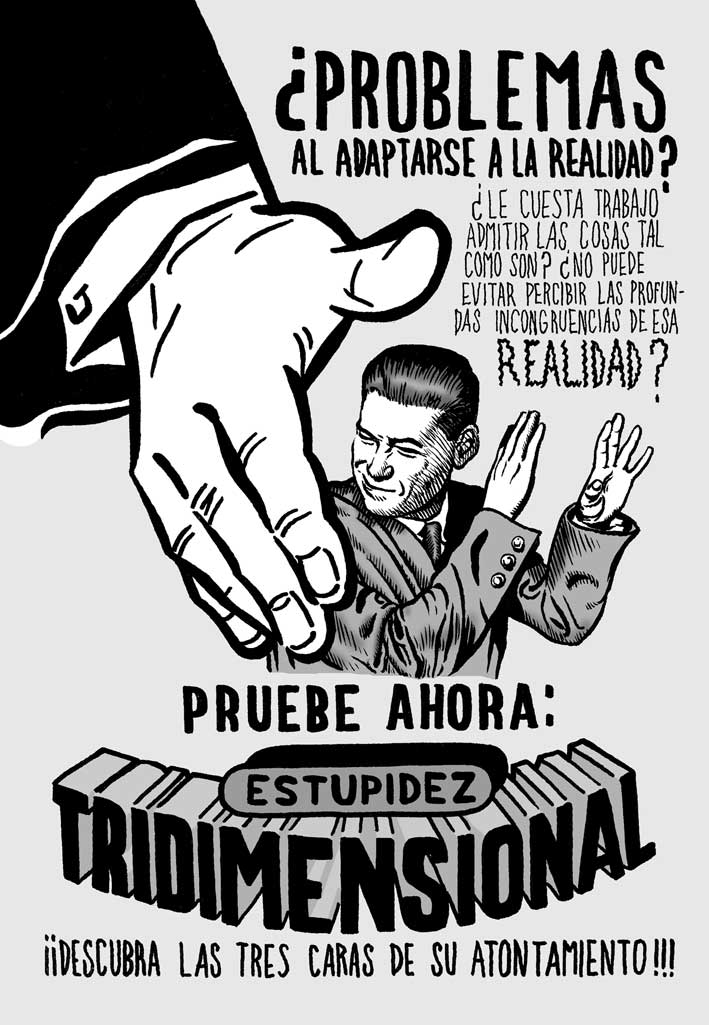 ¿PROBLEMAS
AL ADAPTARSE A LA REALIDAD?
¿LE CUESTA TRABAJO
ADMITIR LAS COSAS TAL
COMO SON? ¿NO PUEDE
EVITAR PERCIBIR LAS PROFUN-
DAS INCONGRUENCIAS DE ESA
REALIDAD?
PRUEBE AHORA:
ESTUPIDEZ
TRIDIMENSIONAL
¡¡DESCUBRA LAS TRES CARAS DE SU ATONTAMIENTO!!!